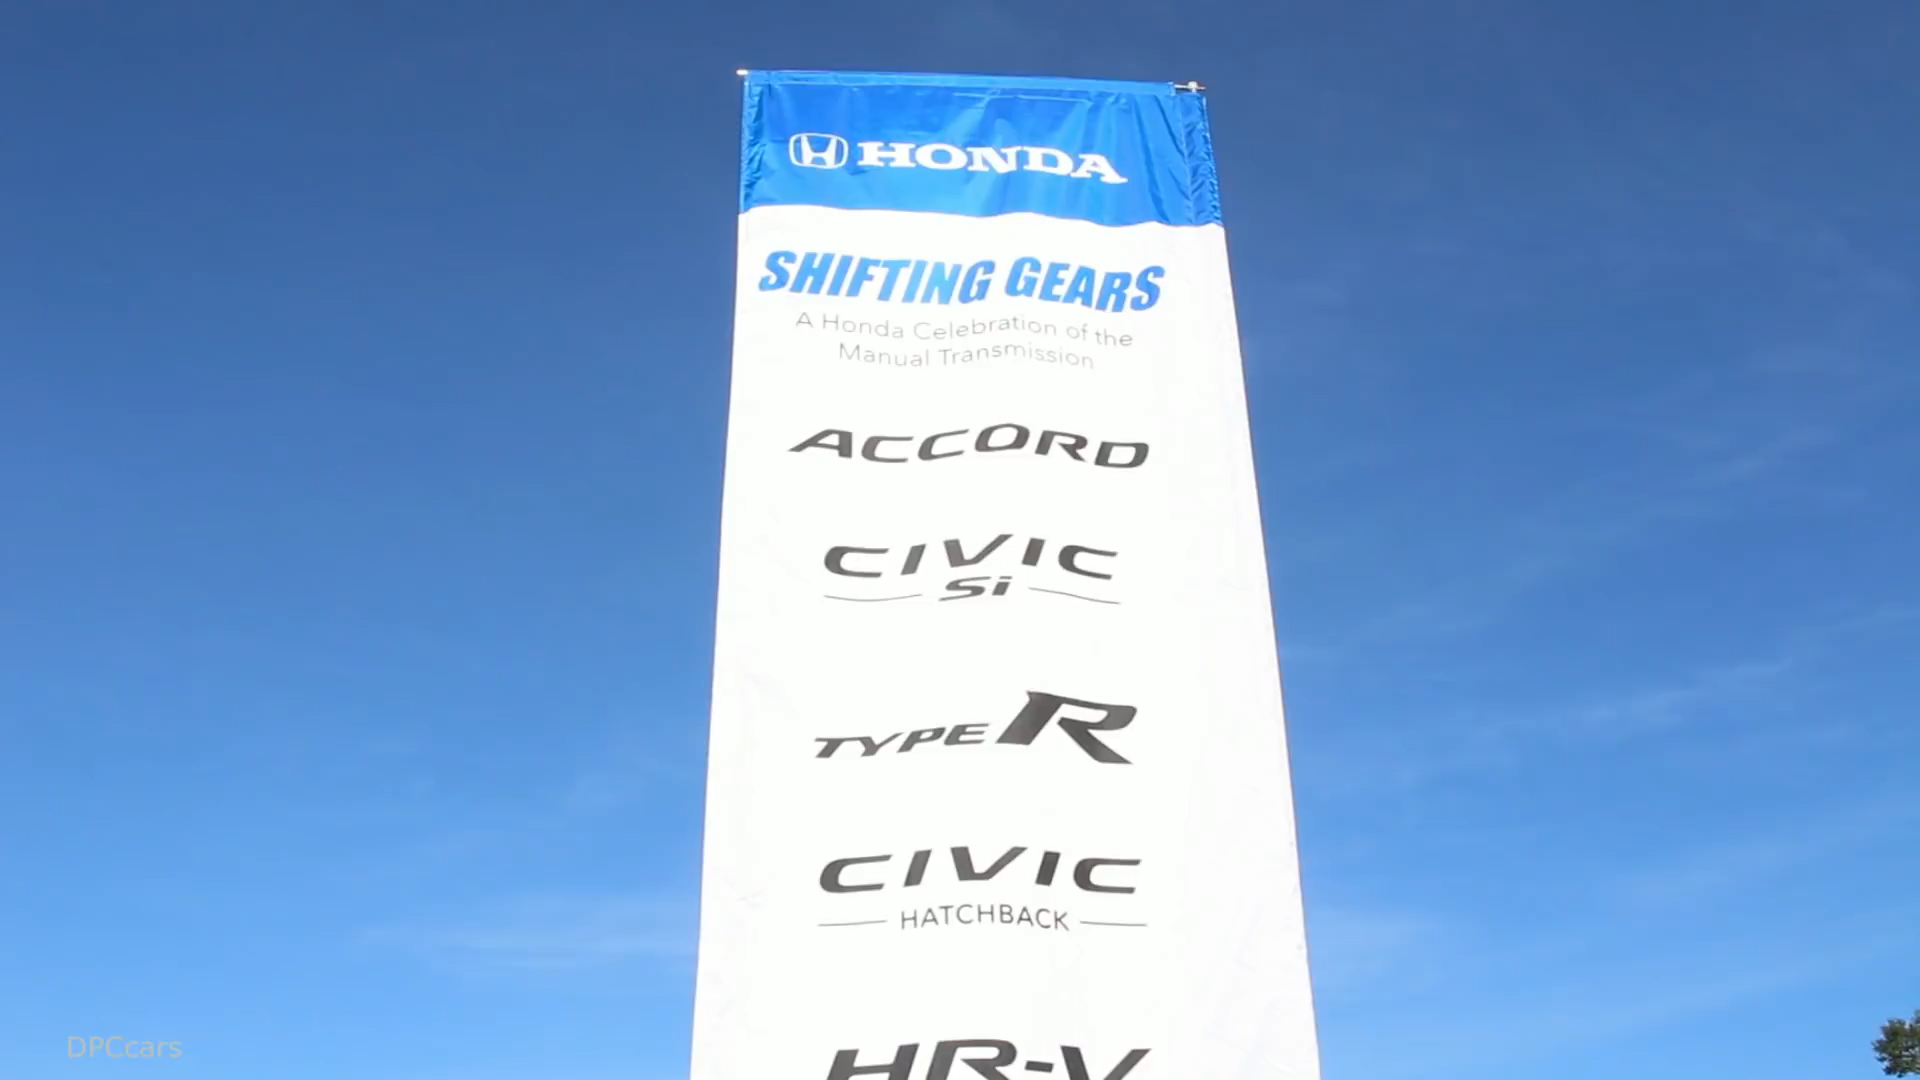 HONDA
SHIFTING GEARS
A Honda Celebration of the
Manual Transmission
ACCORD
CIVIC
Si
TYPE R
CIVIC
HATCHBACK
HR-V
DPCcars